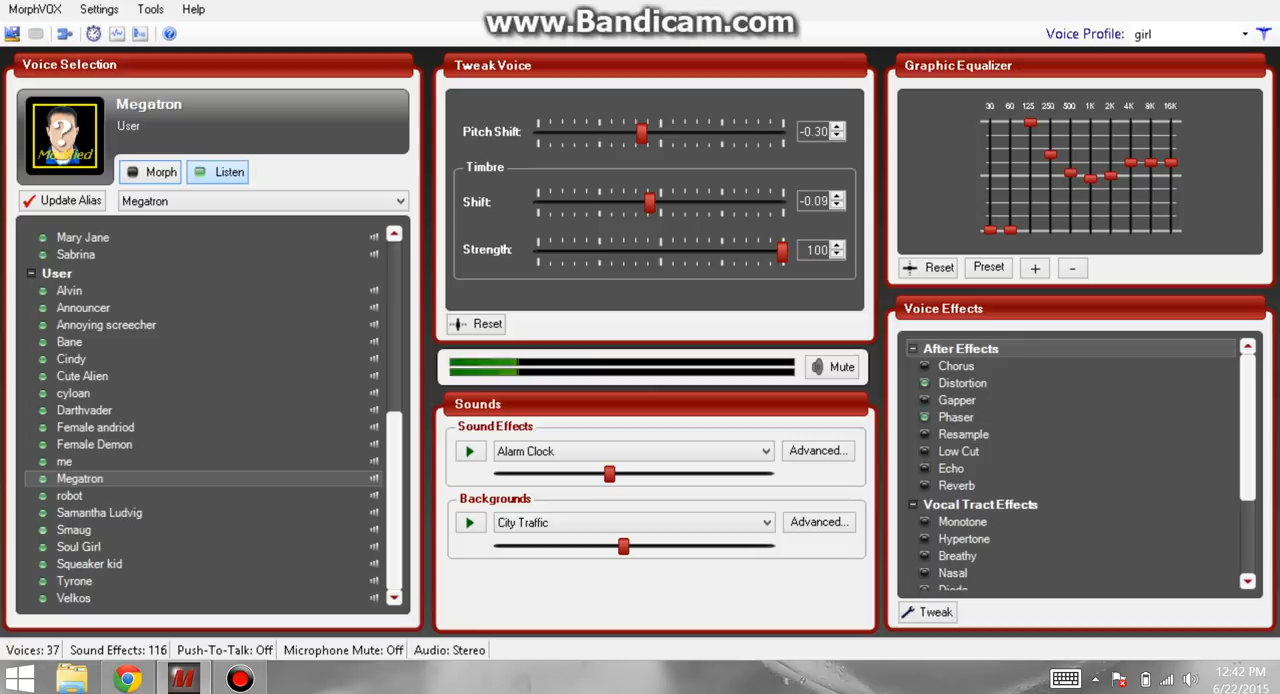 MorphVOX Settings Tools Help
www.Bandicam.com
Voice Profile: girl
Voice Selection
Megatron
User
Modified
Morph Listen
Update Alias Megatron
Mary Jane
Sabrina
User
Alvin
Announcer
Annoying screecher
Bane
Cindy
Cute Alien
cyloan
Darthvader
Female andriod
Female Demon
me
Megatron
robot
Samantha Ludvig
Smaug
Soul Girl
Squeaker kid
Tyrone
Velkos
Tweak Voice
Pitch Shift: -0.30
Timbre
Shift: -0.09
Strength: 100
Reset
Mute
Sounds
Sound Effects
Alarm Clock Advanced...
Backgrounds
City Traffic Advanced...
Graphic Equalizer
30 60 125 250 500 1K 2K 4K 8K 16K
Reset Preset + -
Voice Effects
After Effects
Chorus
Distortion
Gapper
Phaser
Resample
Low Cut
Echo
Reverb
Vocal Tract Effects
Monotone
Hypertone
Breathy
Nasal
Tweak
Voices: 37 Sound Effects: 116 Push-To-Talk: Off Microphone Mute: Off Audio: Stereo
12:42 PM
6/22/2015